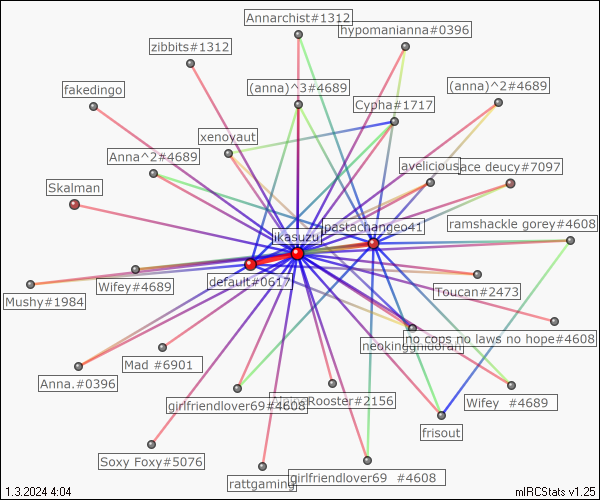 Annarchist#1312
hypomanianna#0396
zibbits#1312
fakedingo
(anna)^3#4689
(anna)^2#4689
Cypha#1717
xenovaut
Anna^2#4689
avelicious
ace deucy#7097
Skalman
ramshackle gorey#4608
pastachangeo41
ikasuzu
default#0617
Wifey#4689
Mushy#1984
Toucan#2473
no cops no laws no hope#4608
neokingghidorah
Mad #6901
Anna.#0396
girlfriendlover69#4608
Rooster#2156
Wifey #4689
frisout
Soxy Foxy#5076
rattgaming
girlfriendlover69 #4608
1.3.2024 4:04
mIRCStats v1.25